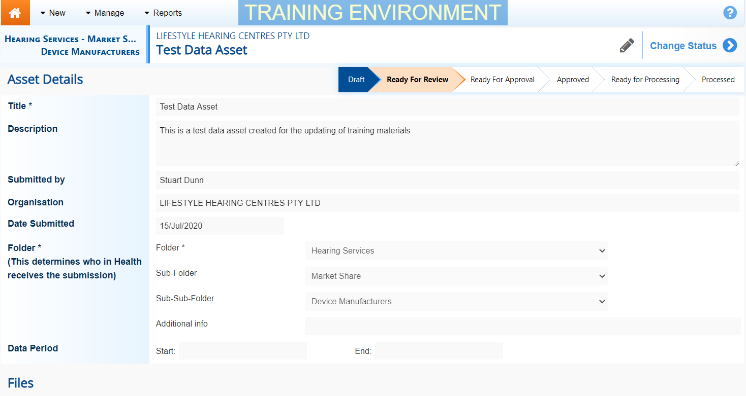 New Manage Reports TRAINING ENVIRONMENT ?
HEARING SERVICES - MARKET S...
DEVICE MANUFACTURERS
LIFESTYLE HEARING CENTRES PTY LTD
Test Data Asset
Change Status
Asset Details
Draft Ready For Review Ready For Approval Approved Ready for Processing Processed
Title * Test Data Asset
Description This is a test data asset created for the updating of training materials
Submitted by Stuart Dunn
Organisation LIFESTYLE HEARING CENTRES PTY LTD
Date Submitted 15/Jul/2020
Folder *
(This determines who in Health
receives the submission)
Folder * Hearing Services
Sub-Folder Market Share
Sub-Sub-Folder Device Manufacturers
Additional info
Data Period Start: End:
Files